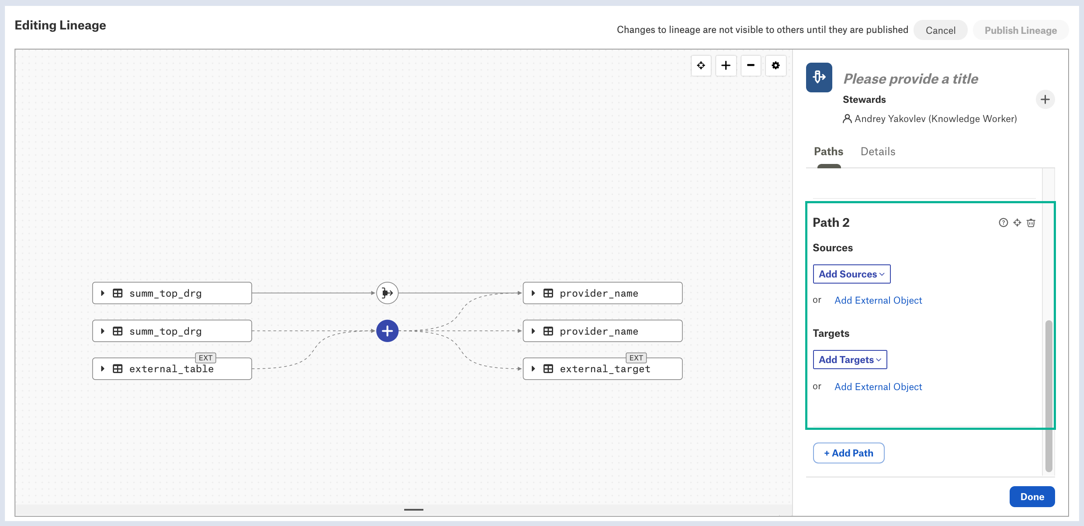 Editing Lineage
Changes to lineage are not visible to others until they are published
Cancel
Publish Lineage
summ_top_drg
provider_name
summ_top_drg
provider_name
EXT
external_table
EXT
external_target
Please provide a title
Stewards
Andrey Yakovlev (Knowledge Worker)
Paths
Details
Path 2
Sources
Add Sources
or Add External Object
Targets
Add Targets
or Add External Object
+ Add Path
Done